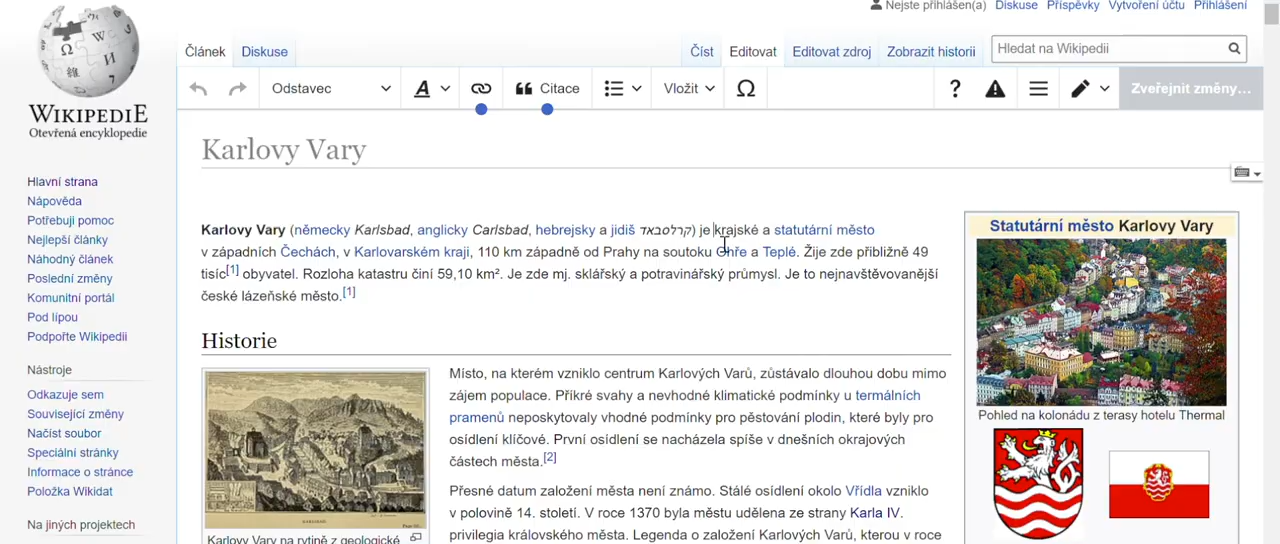 Nejste přihlášen(a) Diskuse Příspěvky Vytvoření účtu Přihlášení
Článek Diskuse Číst Editovat Editovat zdroj Zobrazit historii Hledat na Wikipedii
Odstavec A Citace Vložit Ω ? Zveřejnit změny…
WIKIPEDIE
Otevřená encyklopedie
Hlavní strana
Nápověda
Potřebuji pomoc
Nejlepší články
Náhodný článek
Poslední změny
Komunitní portál
Pod lípou
Podpořte Wikipedii
Nástroje
Odkazuje sem
Související změny
Načíst soubor
Speciální stránky
Informace o stránce
Položka Wikidat
Na jiných projektech
Karlovy Vary
Karlovy Vary (německy Karlsbad, anglicky Carlsbad, hebrejsky a jidiš קרלסבאד) je krajské a statutární město
v západních Čechách, v Karlovarském kraji, 110 km západně od Prahy na soutoku Ohře a Teplé. Žije zde přibližně 49
tisíc[1] obyvatel. Rozloha katastru činí 59,10 km². Je zde mj. sklářský a potravinářský průmysl. Je to nejnavštěvovanější
české lázeňské město.[1]
Historie
Místo, na kterém vzniklo centrum Karlových Varů, zůstávalo dlouhou dobu mimo
zájem populace. Příkré svahy a nevhodné klimatické podmínky u termálních
pramenů neposkytovaly vhodné podmínky pro pěstování plodin, které byly pro
osídlení klíčové. První osídlení se nacházela spíše v dnešních okrajových
částech města.[2]
Přesné datum založení města není známo. Stálé osídlení okolo Vřídla vzniklo
v polovině 14. století. V roce 1370 byla městu udělena ze strany Karla IV.
privilegia královského města. Legenda o založení Karlových Varů, kterou v roce
Karlovy Vary na rytině z geologické
Statutární město Karlovy Vary
Pohled na kolonádu z terasy hotelu Thermal